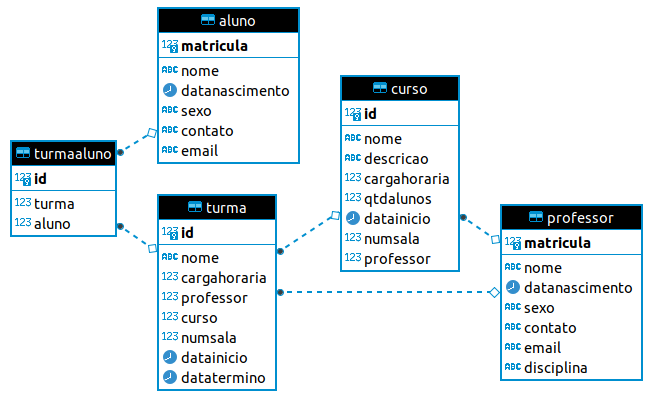 aluno
123 matricula
ABC nome
datanascimento
ABC sexo
ABC contato
ABC email
turmaaluno
123 id
123 turma
123 aluno
turma
123 id
ABC nome
123 cargahoraria
123 professor
123 curso
123 numsala
datainicio
datatermino
curso
123 id
ABC nome
ABC descricao
123 cargahoraria
123 qtdalunos
datainicio
123 numsala
123 professor
professor
123 matricula
ABC nome
datanascimento
ABC sexo
ABC contato
ABC email
ABC disciplina